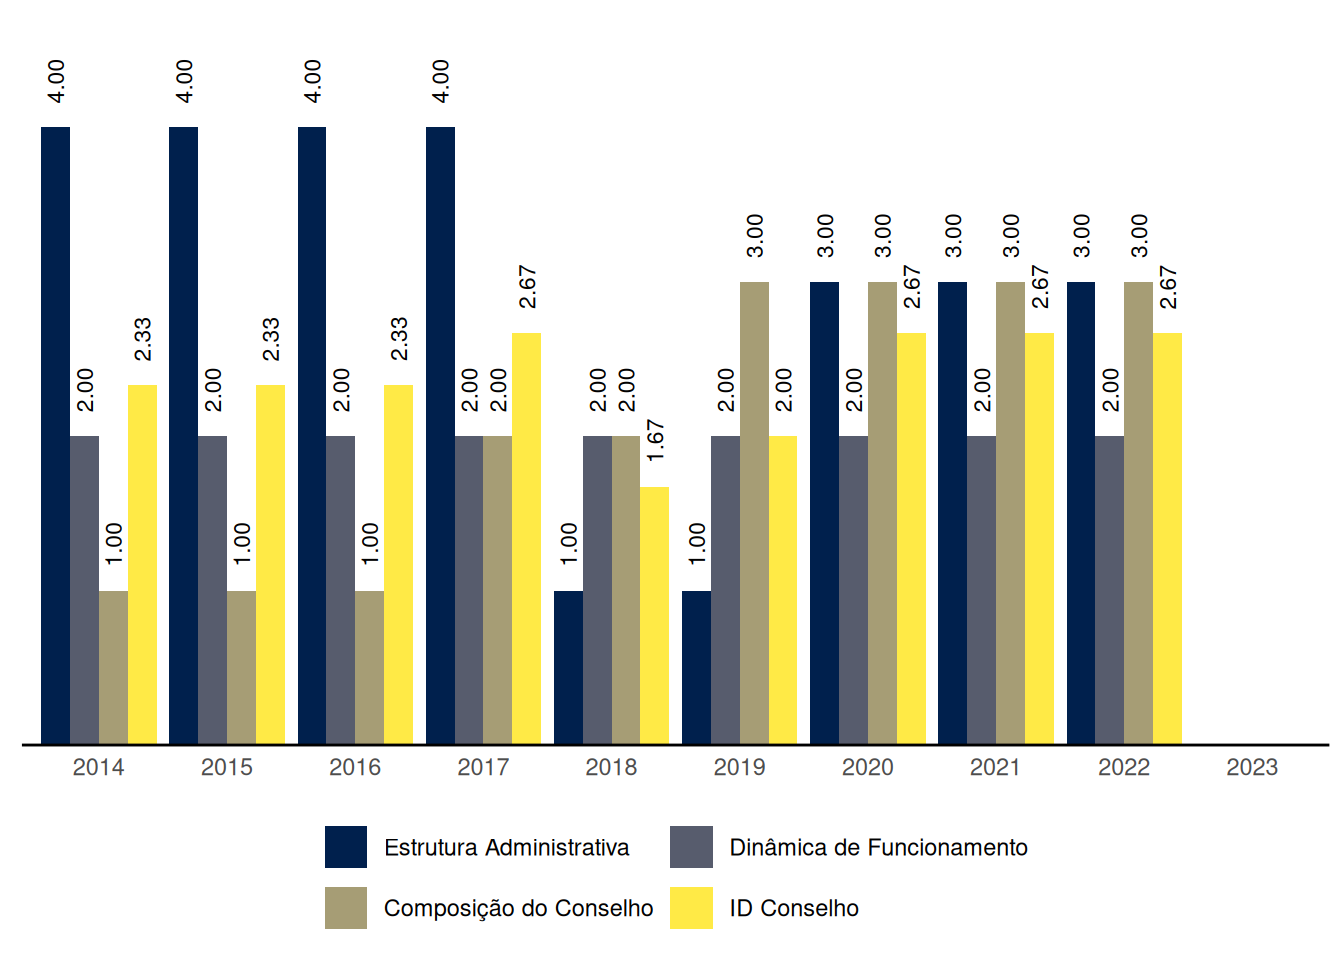 4.00 4.00 4.00 4.00
3.00 3.00 3.00 3.00 3.00 3.00 3.00
2.67 2.67 2.67 2.67
2.33 2.33 2.33
2.00 2.00 2.00 2.00 2.00 2.00 2.00 2.00 2.00 2.00 2.00 2.00
1.67
1.00 1.00 1.00 1.00 1.00
2014 2015 2016 2017 2018 2019 2020 2021 2022 2023
Estrutura Administrativa Dinâmica de Funcionamento
Composição do Conselho ID Conselho